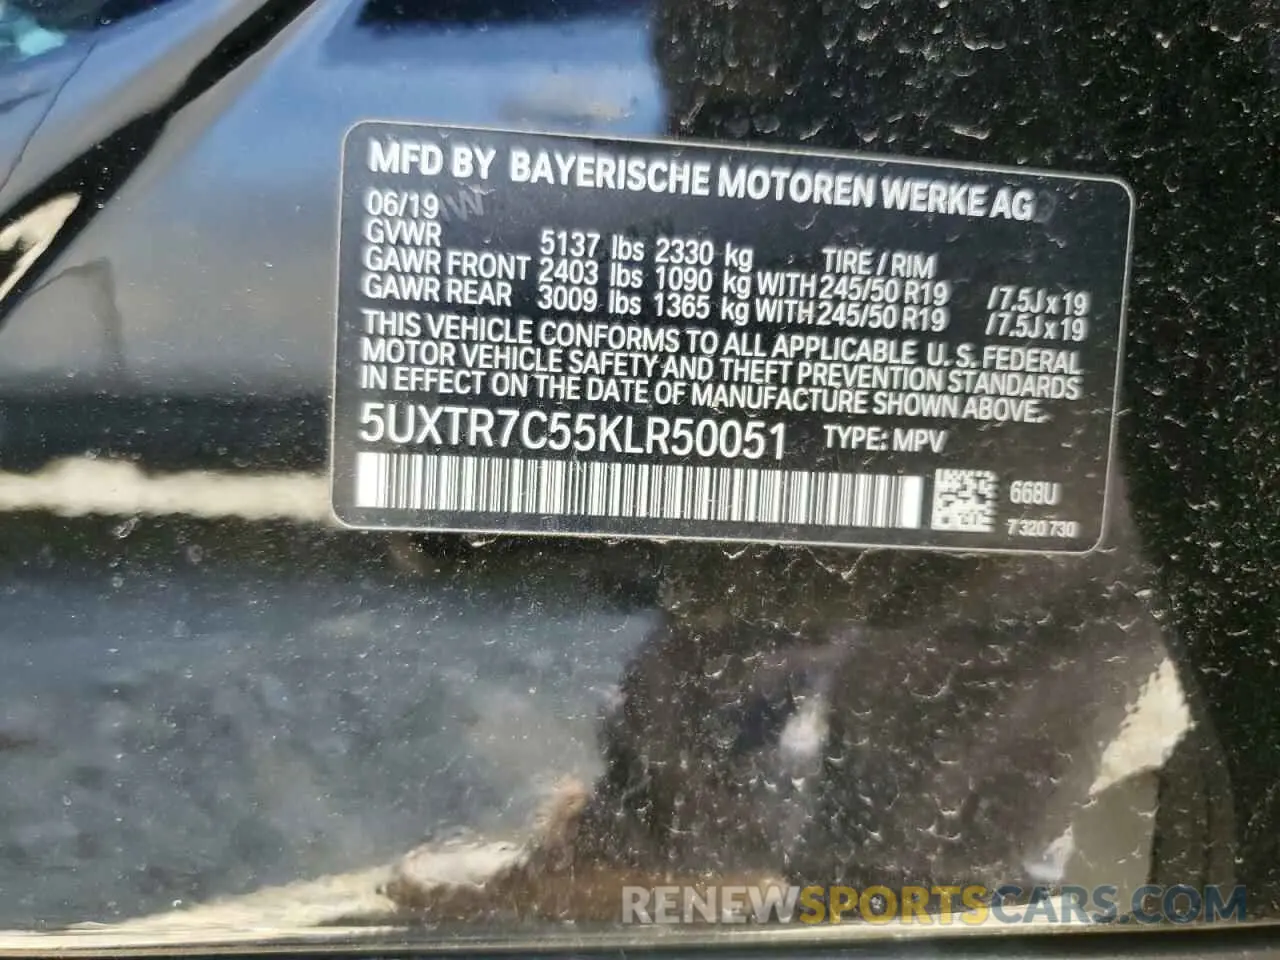 MFD BY BAYERISCHE MOTOREN WERKE AG
06/19
GVWR 5137 lbs 2330 kg TIRE / RIM
GAWR FRONT 2403 lbs 1090 kg WITH 245/50 R19 / 7.5J x 19
GAWR REAR 3009 lbs 1365 kg WITH 245/50 R19 / 7.5J x 19
THIS VEHICLE CONFORMS TO ALL APPLICABLE U. S. FEDERAL
MOTOR VEHICLE SAFETY AND THEFT PREVENTION STANDARDS
IN EFFECT ON THE DATE OF MANUFACTURE SHOWN ABOVE.
5UXTR7C55KLR50051 TYPE: MPV
668U
7 320 730
RENEWSPORTSCARS.COM